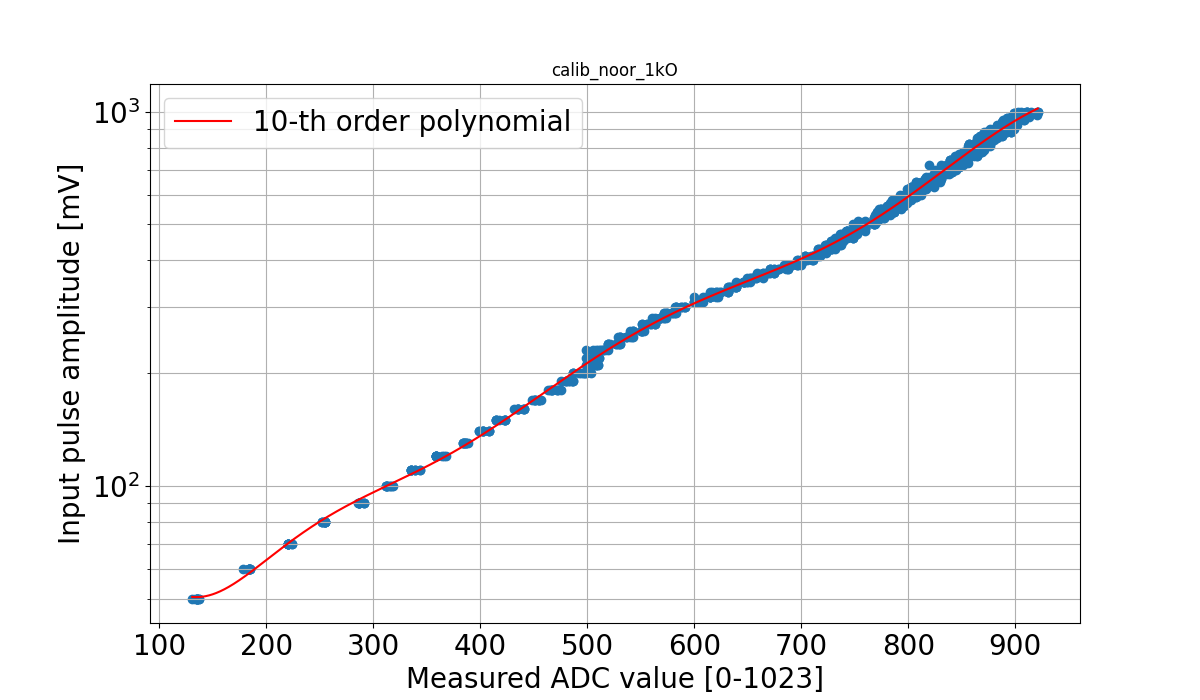 calib_noor_1kO
10-th order polynomial
10³
10²
Input pulse amplitude [mV]
100 200 300 400 500 600 700 800 900
Measured ADC value [0-1023]